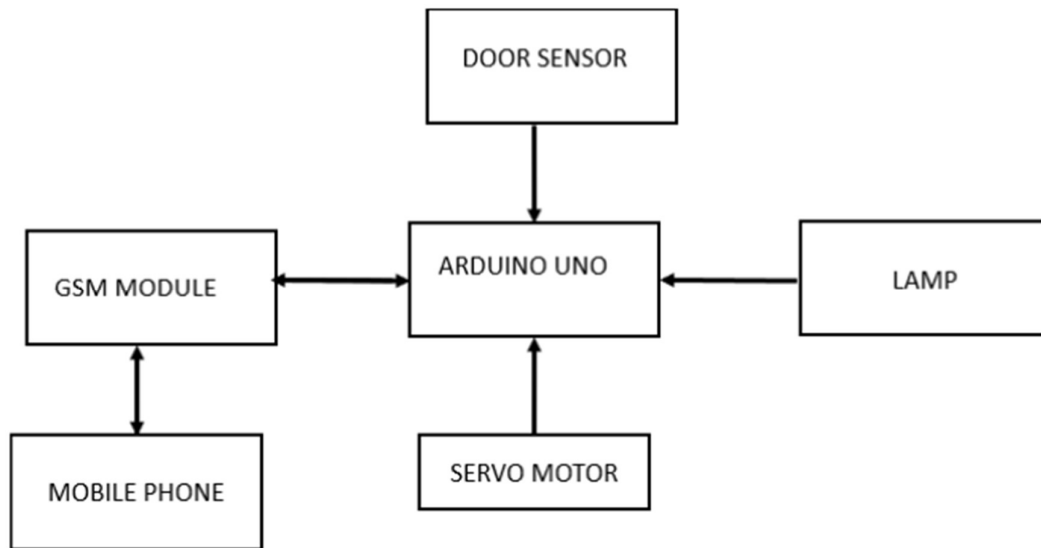 DOOR SENSOR
GSM MODULE
ARDUINO UNO
LAMP
MOBILE PHONE
SERVO MOTOR